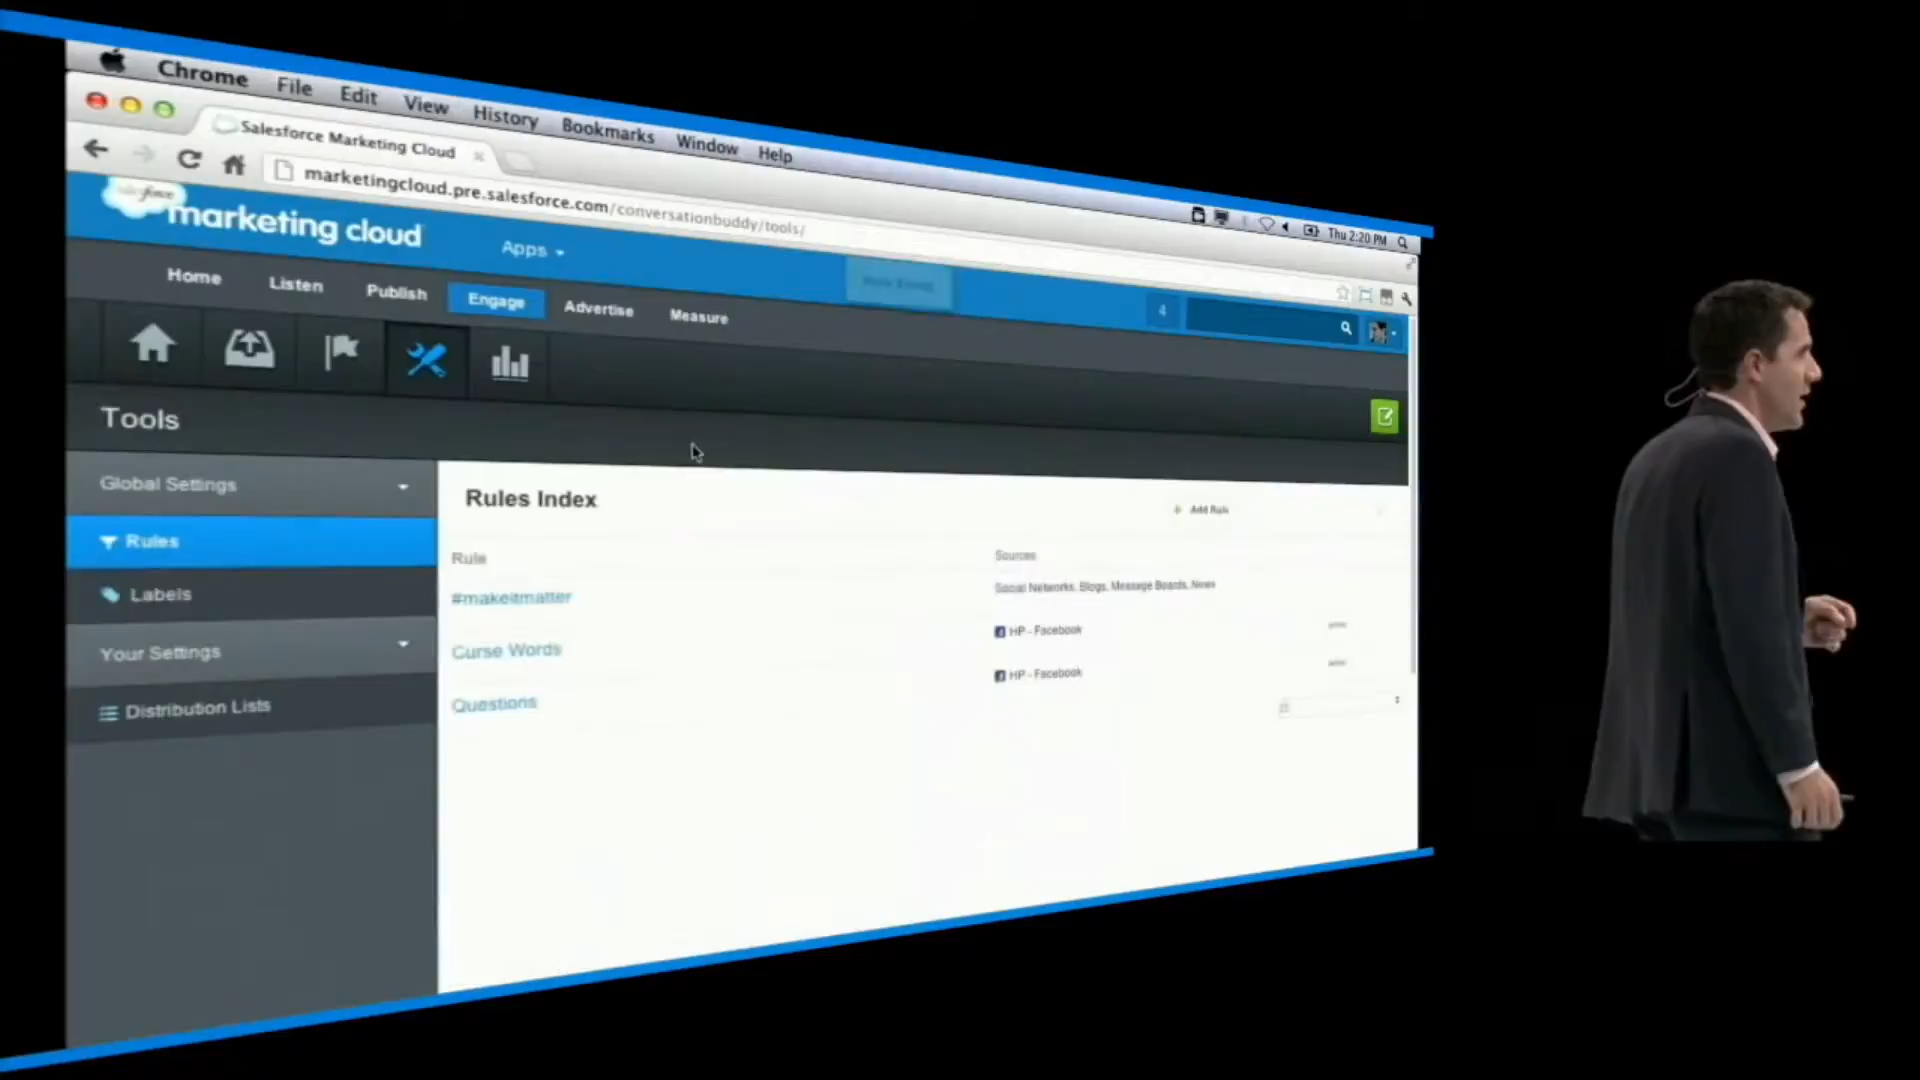 Chrome File Edit View History Bookmarks Window Help
Thu 2:20 PM
Salesforce Marketing Cloud
marketingcloud.pre.salesforce.com/conversationbuddy/tools/
salesforce
marketing cloud
Apps
4
Home Listen Publish Engage Advertise Measure
Tools
Global Settings
Rules
Labels
Your Settings
Distribution Lists
Rules Index
Add Rule
Rule Sources
#makeitmatter Social Networks, Blogs, Message Boards, News
Curse Words HP - Facebook
Questions HP - Facebook